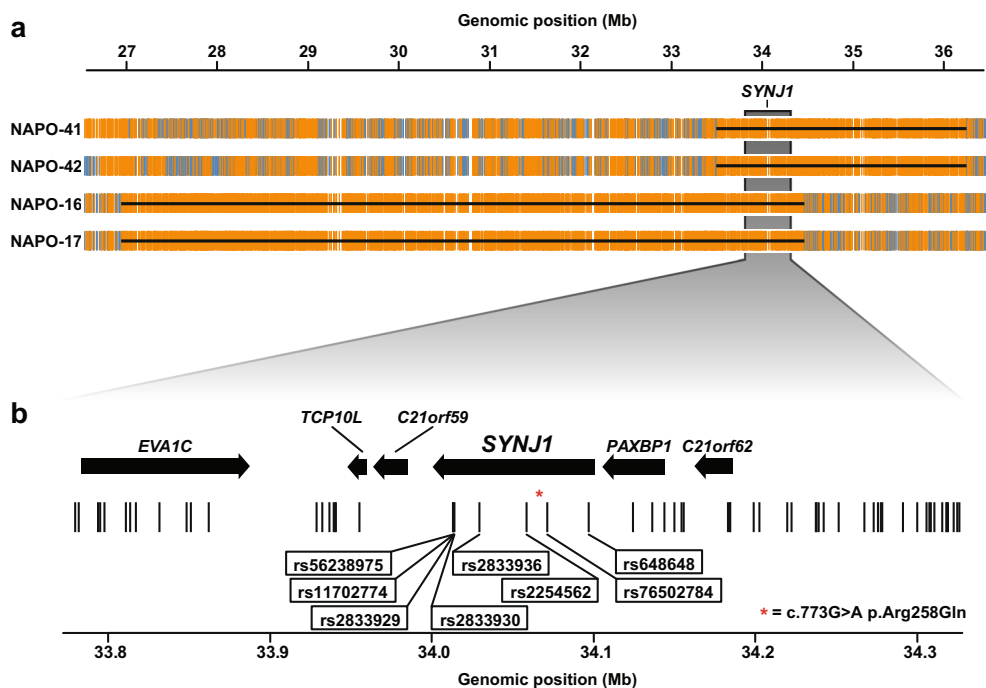 a
Genomic position (Mb)
27 28 29 30 31 32 33 34 35 36
SYNJ1
NAPO-41
NAPO-42
NAPO-16
NAPO-17
b
TCP10L C21orf59
EVA1C SYNJ1 PAXBP1 C21orf62
*
rs56238975 rs2833936 rs648648
rs11702774 rs2254562 rs76502784
rs2833929 rs2833930
* = c.773G>A p.Arg258Gln
33.8 33.9 34.0 34.1 34.2 34.3
Genomic position (Mb)